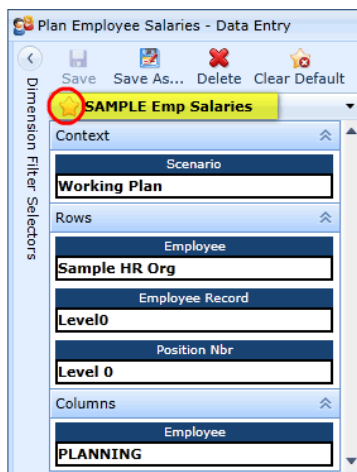 Plan Employee Salaries - Data Entry
Save Save As... Delete Clear Default
Dimension Filter Selectors
SAMPLE Emp Salaries
Context
Scenario
Working Plan
Rows
Employee
Sample HR Org
Employee Record
Level0
Position Nbr
Level 0
Columns
Employee
PLANNING